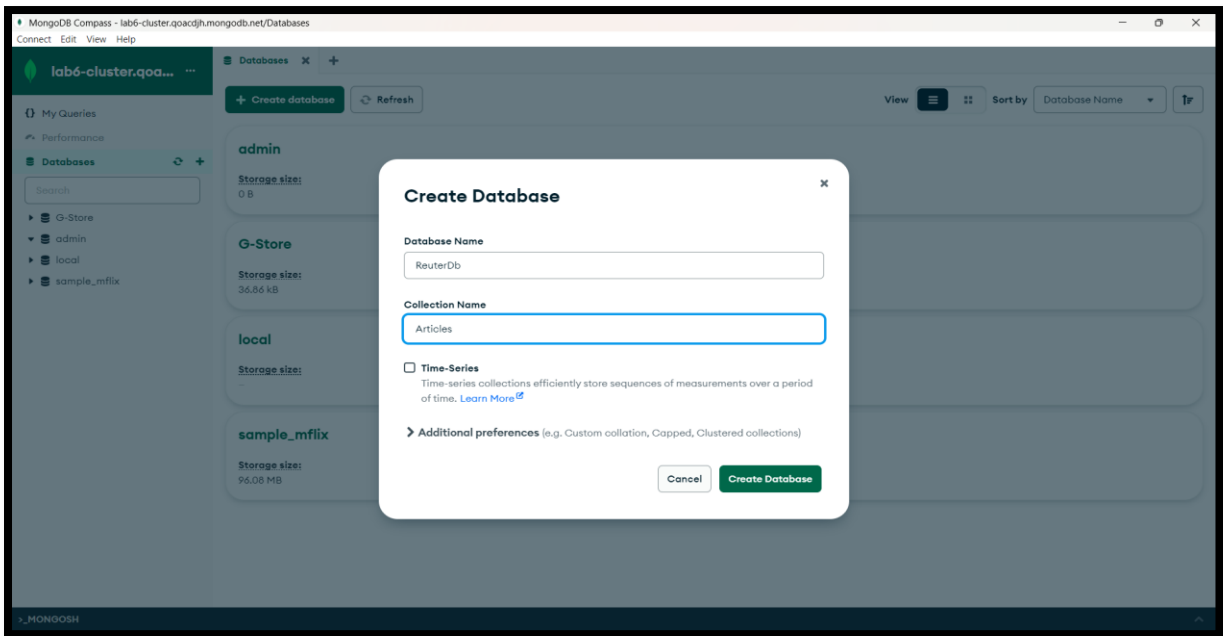 MongoDB Compass - lab6-cluster.qoacdjh.mongodb.net/Databases
Connect Edit View Help
lab6-cluster.qoa... ...
Databases
My Queries
Performance
Databases
Search
G-Store
admin
local
sample_mflix
Create database
Refresh
View
Sort by
Database Name
admin
Storage size:
0 B
G-Store
Storage size:
36.86 kB
local
Storage size:
-
sample_mflix
Storage size:
96.08 MB
Create Database
Database Name
ReuterDb
Collection Name
Articles
Time-Series
Time-series collections efficiently store sequences of measurements over a period
of time. Learn More
Additional preferences (e.g. Custom collation, Capped, Clustered collections)
Cancel
Create Database
>_MONGOSH